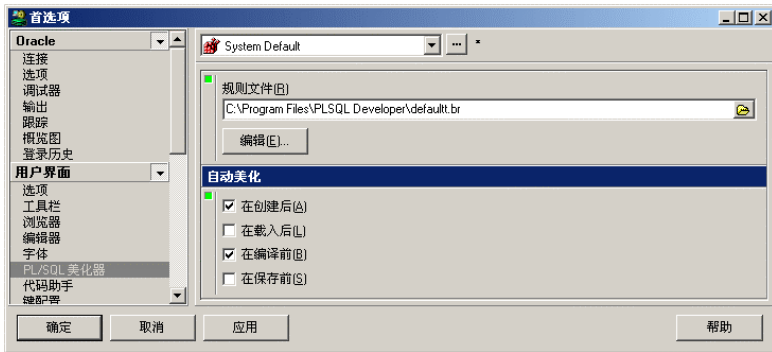 首选项
Oracle
连接
选项
调试器
输出
跟踪
概览图
登录历史
用户界面
选项
工具栏
浏览器
编辑器
字体
PL/SQL 美化器
代码助手
键配置
System Default
... *
规则文件(R)
C:\Program Files\PLSQL Developer\defaultt.br
编辑(E)...
自动美化
在创建后(A)
在载入后(L)
在编译前(B)
在保存前(S)
确定 取消 应用 帮助